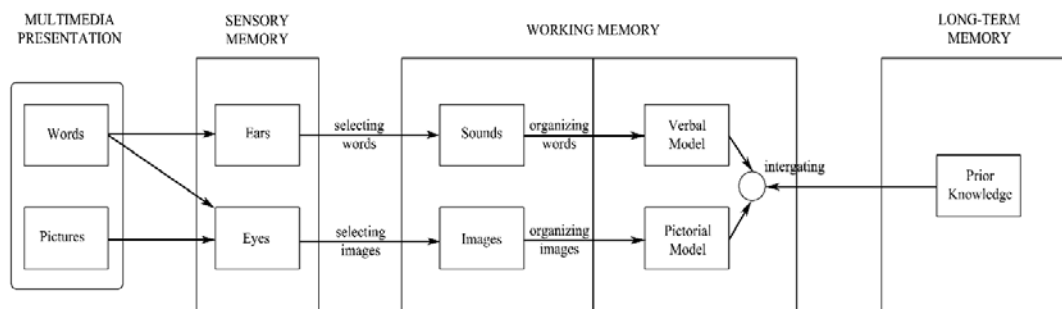 MULTIMEDIA
PRESENTATION
SENSORY
MEMORY
WORKING MEMORY
LONG-TERM
MEMORY
Words
Ears
selecting
words
Sounds
organizing
words
Verbal
Model
intergating
Prior
Knowledge
Pictures
Eyes
selecting
images
Images
organizing
images
Pictorial
Model